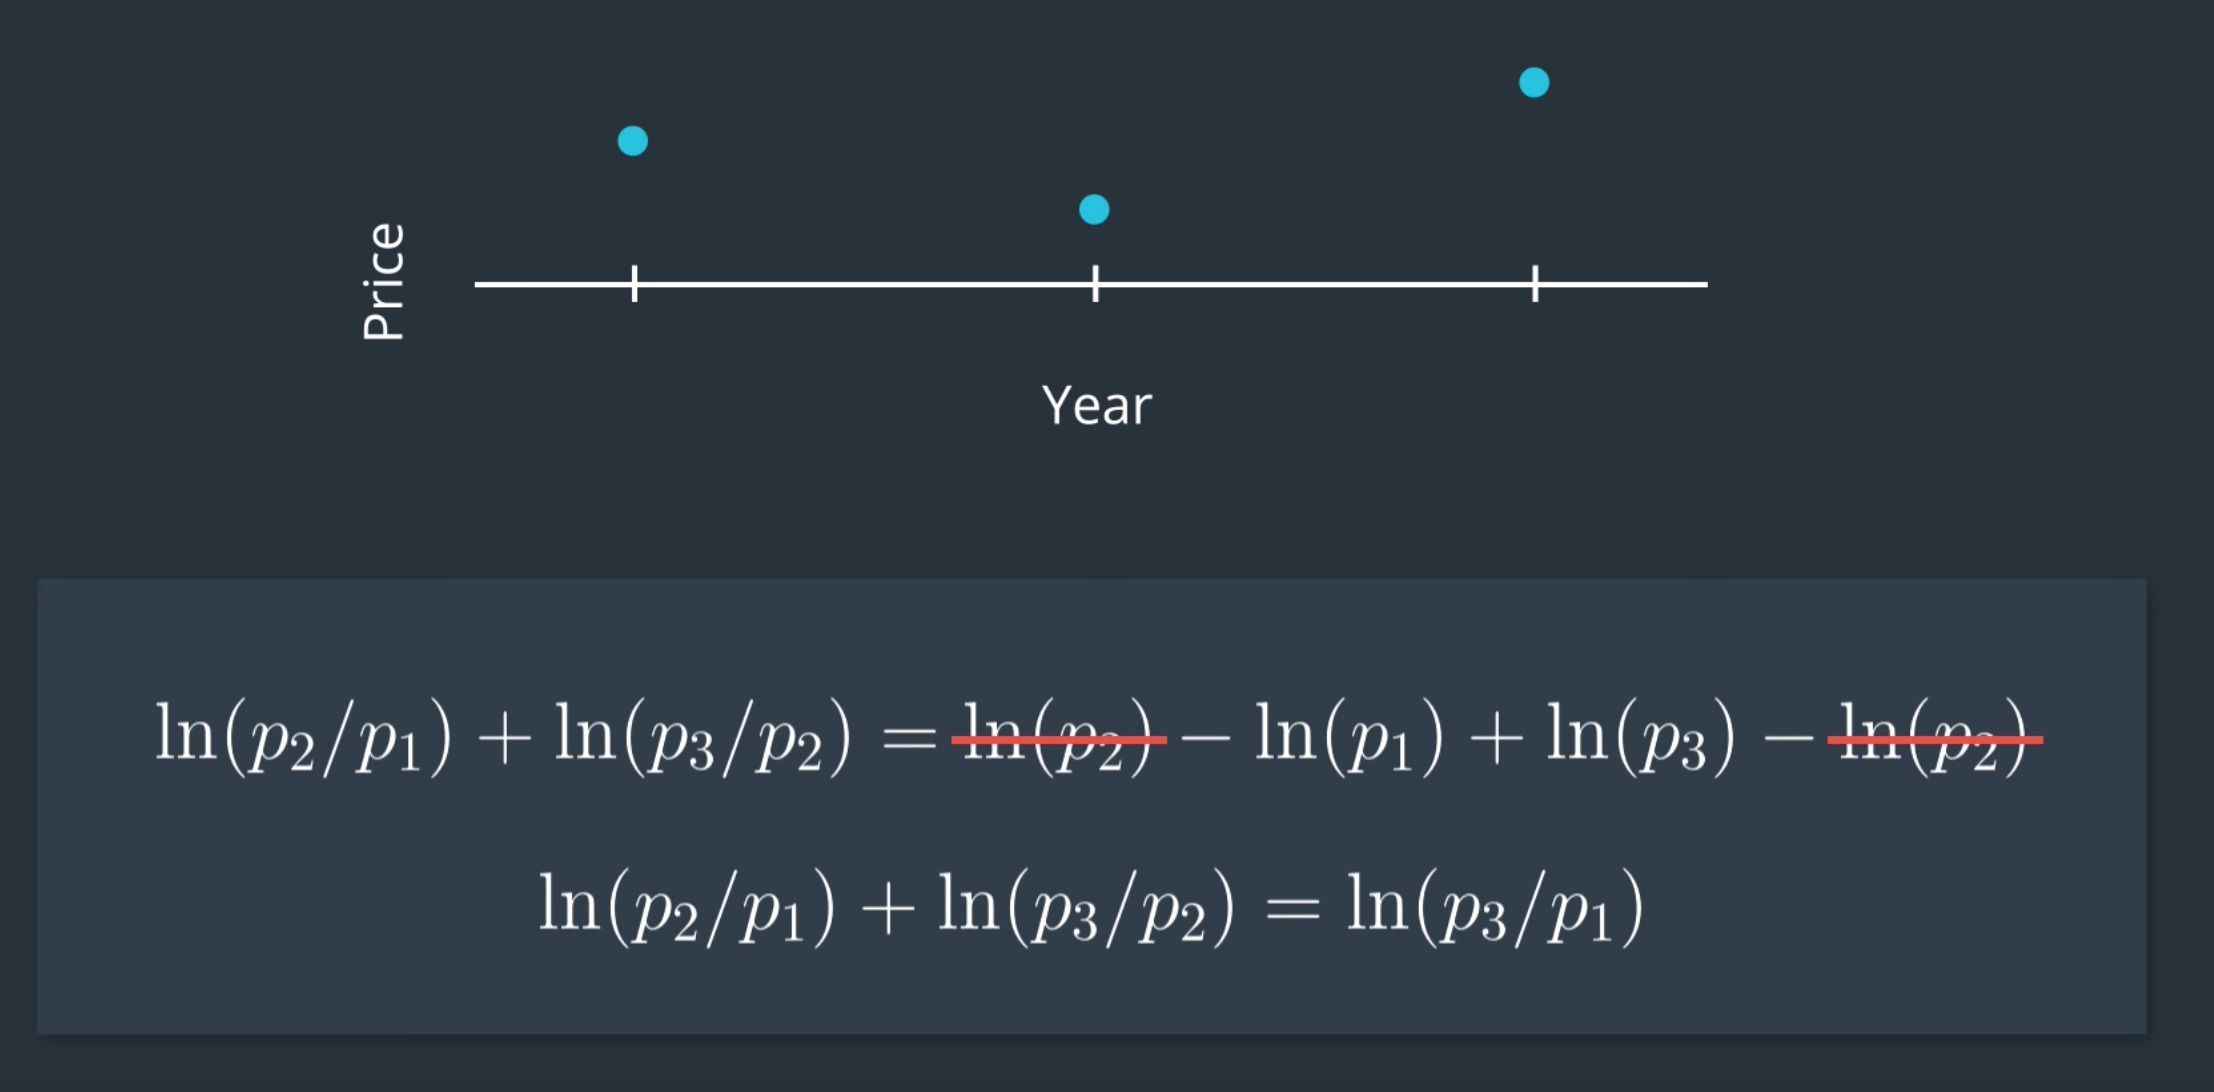 Price
Year
ln(p₂/p₁) + ln(p₃/p₂) = ln(p₂) − ln(p₁) + ln(p₃) − ln(p₂)
ln(p₂/p₁) + ln(p₃/p₂) = ln(p₃/p₁)